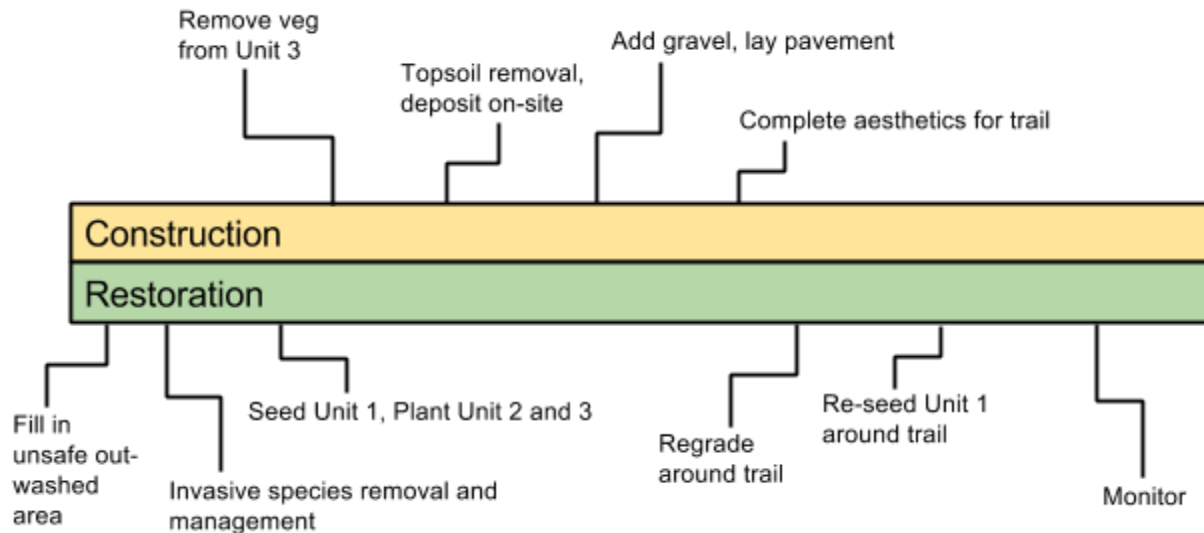 Remove veg
from Unit 3
Topsoil removal,
deposit on-site
Add gravel, lay pavement
Complete aesthetics for trail
Construction
Restoration
Fill in
unsafe out-
washed
area
Invasive species removal and
management
Seed Unit 1, Plant Unit 2 and 3
Regrade
around trail
Re-seed Unit 1
around trail
Monitor